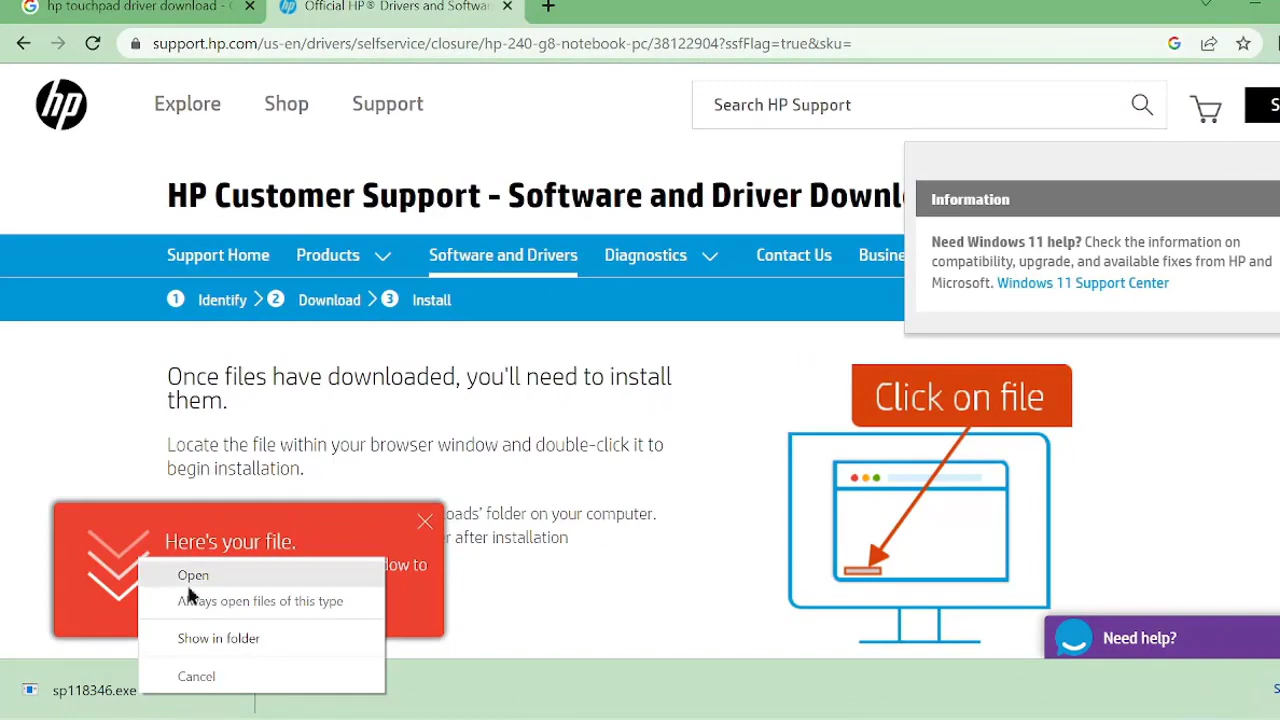 hp touchpad driver download -
Official HP® Drivers and Softwar
support.hp.com/us-en/drivers/selfservice/closure/hp-240-g8-notebook-pc/38122904?ssfFlag=true&sku=
hp
Explore
Shop
Support
Search HP Support
S
HP Customer Support - Software and Driver Downl
Information
Need Windows 11 help? Check the information on
compatibility, upgrade, and available fixes from HP and
Microsoft. Windows 11 Support Center
Support Home
Products
Software and Drivers
Diagnostics
Contact Us
Busine
1 Identify
2 Download
3 Install
Once files have downloaded, you'll need to install
them.
Locate the file within your browser window and double-click it to
begin installation.
oads' folder on your computer.
r after installation
Click on file
Here's your file.
dow to
Open
Always open files of this type
Show in folder
Cancel
Need help?
sp118346.exe
S